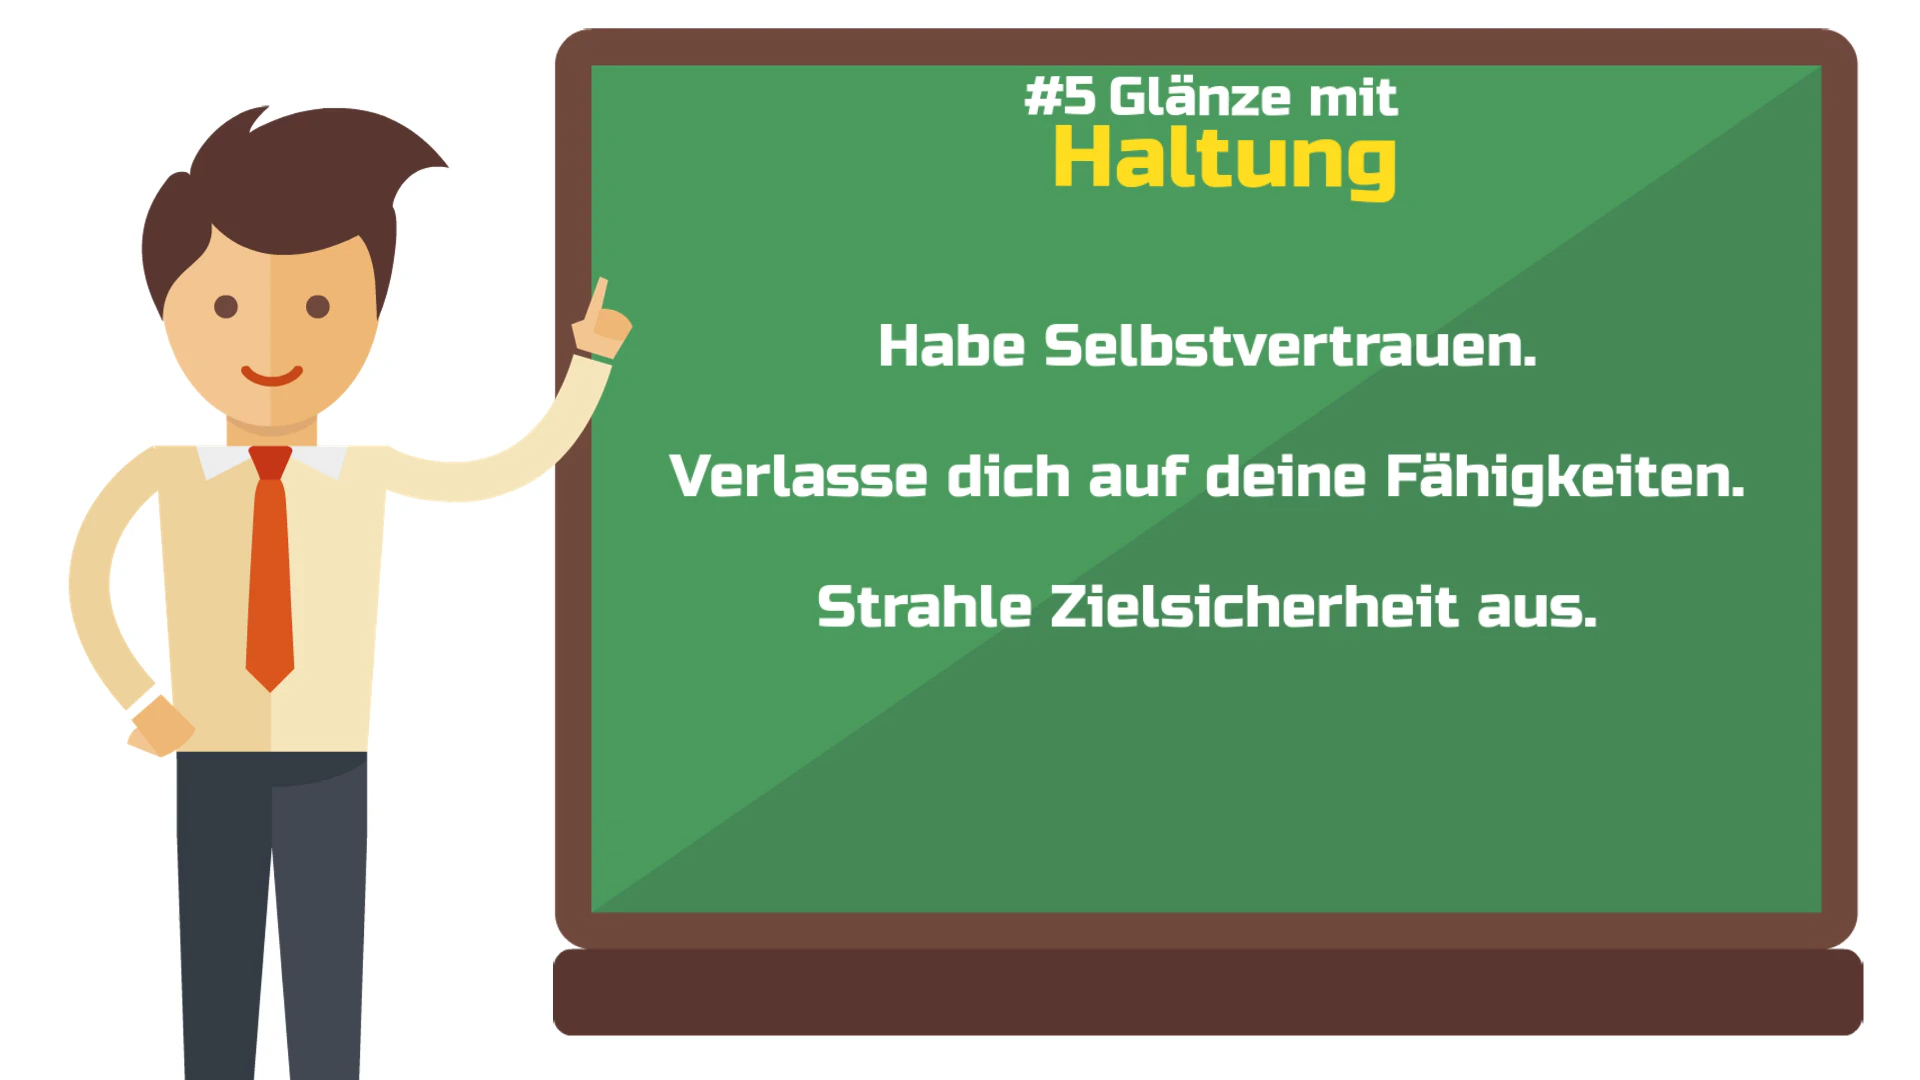 #5 Glänze mit
Haltung
Habe Selbstvertrauen.
Verlasse dich auf deine Fähigkeiten.
Strahle Zielsicherheit aus.